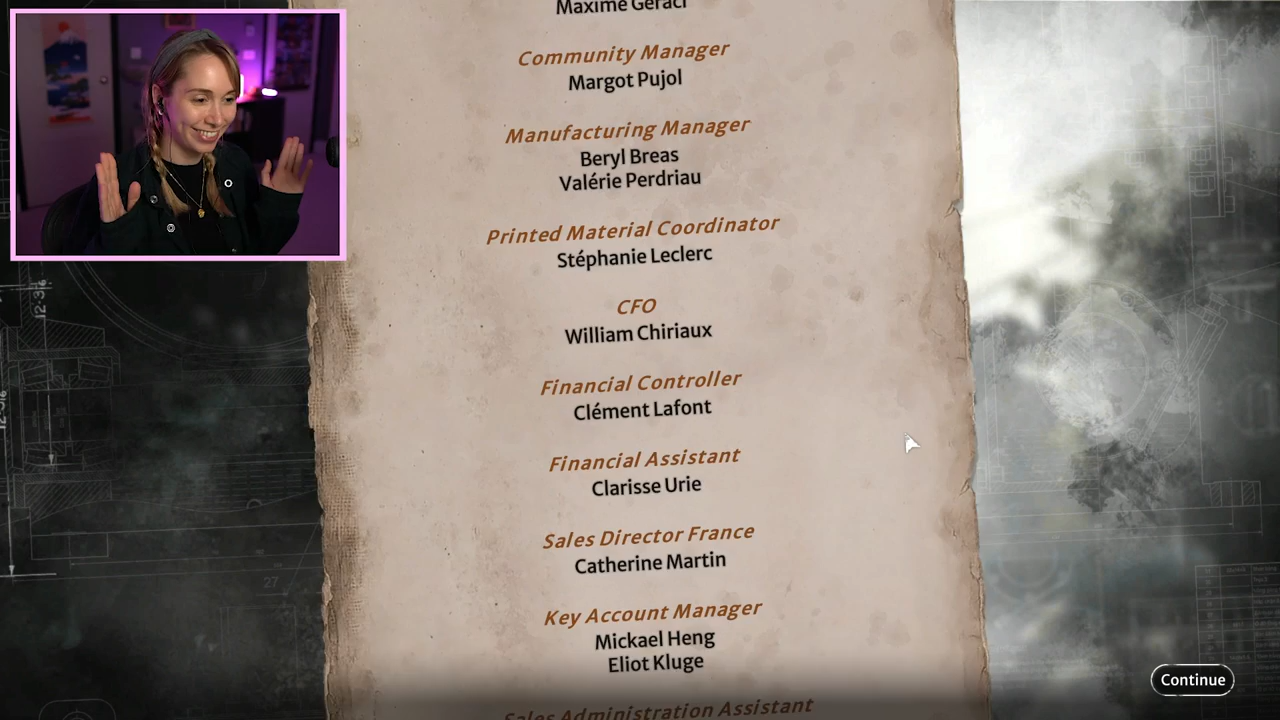 Maxime Geraci
Community Manager
Margot Pujol
Manufacturing Manager
Beryl Breas
Valérie Perdriau
Printed Material Coordinator
Stéphanie Leclerc
CFO
William Chiriaux
Financial Controller
Clément Lafont
Financial Assistant
Clarisse Urie
Sales Director France
Catherine Martin
Key Account Manager
Mickael Heng
Eliot Kluge
Sales Administration Assistant
Continue
27